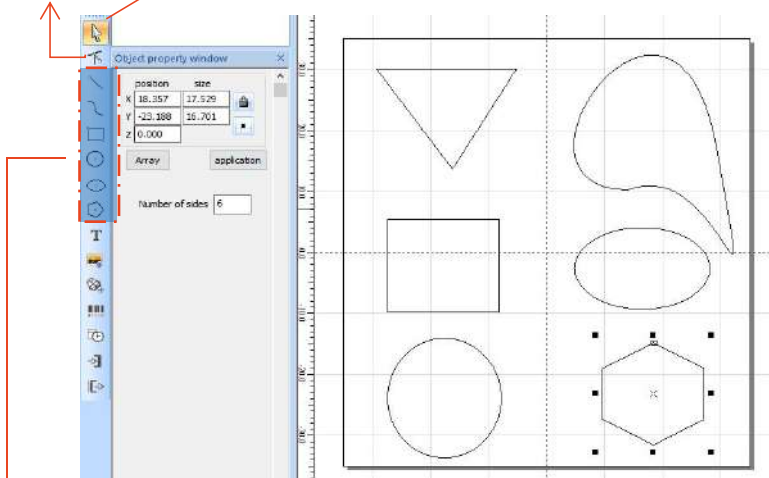 Object property window ×
position size
X 18.357 17.529
Y -23.188 16.701
Z 0.000
Array application
Number of sides 6
T